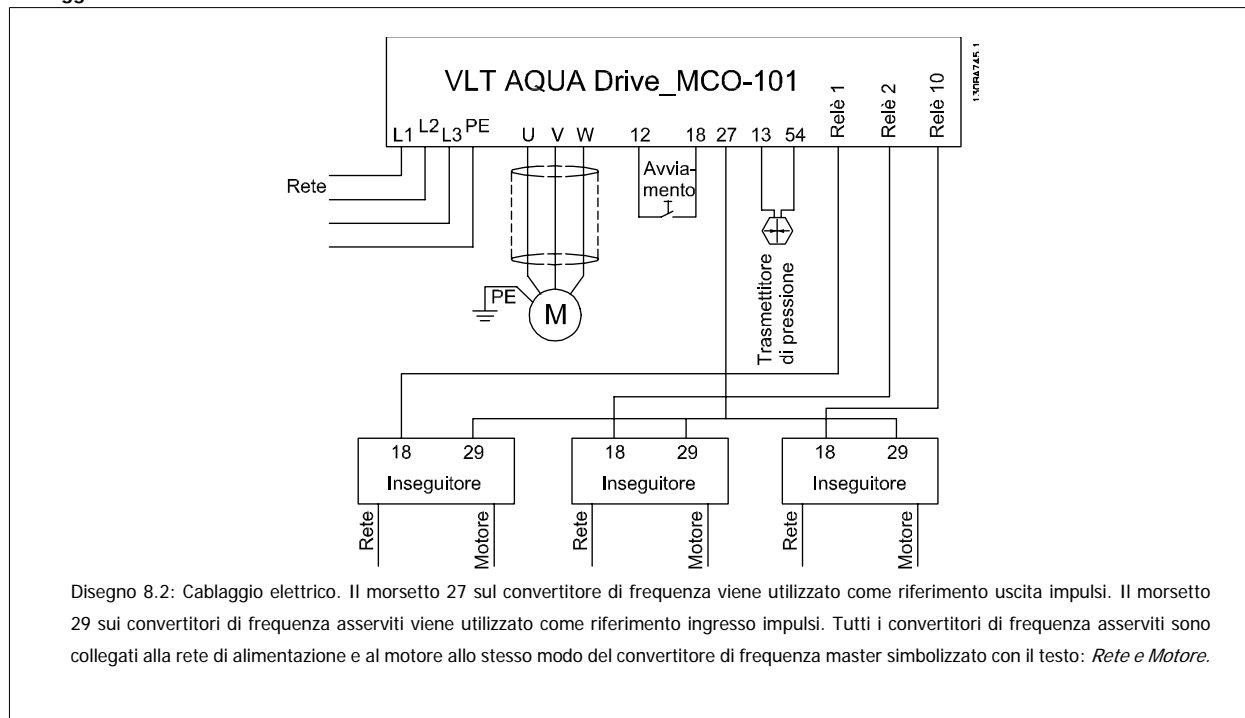 130BA745.1
VLT AQUA Drive_MCO-101
Relè 1
Relè 2
Relè 10
L1 L2 L3 PE U V W 12 18 27 13 54
Rete
Avvia-
mento
Trasmettitore
di pressione
PE
M
18 29
Inseguitore
Rete
Motore
18 29
Inseguitore
Rete
Motore
18 29
Inseguitore
Rete
Motore
Disegno 8.2: Cablaggio elettrico. Il morsetto 27 sul convertitore di frequenza viene utilizzato come riferimento uscita impulsi. Il morsetto
29 sui convertitori di frequenza asserviti viene utilizzato come riferimento ingresso impulsi. Tutti i convertitori di frequenza asserviti sono
collegati alla rete di alimentazione e al motore allo stesso modo del convertitore di frequenza master simbolizzato con il testo: Rete e Motore.